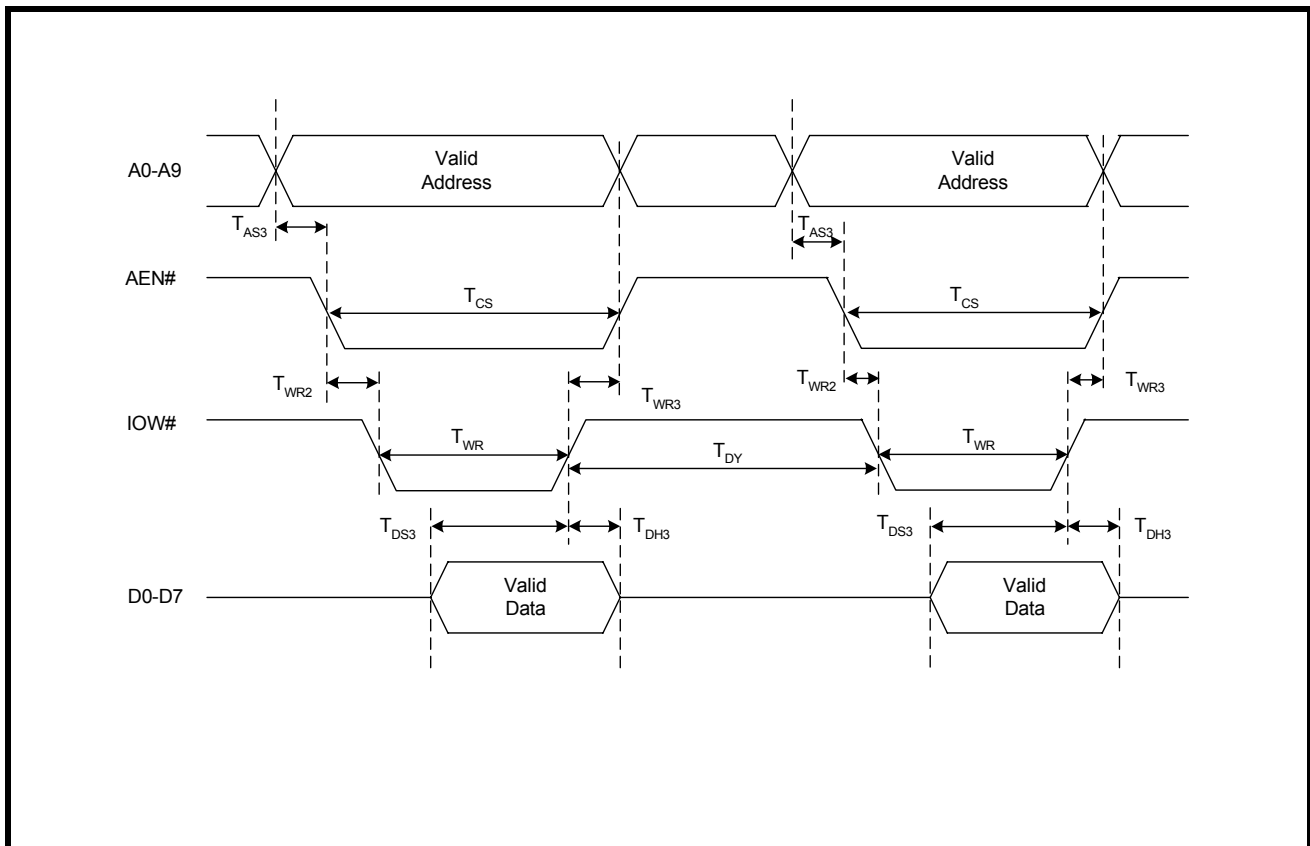 Valid
Address
Valid
Address
A0-A9
TAS3
TAS3
AEN#
TCS
TCS
TWR2
TWR3
TWR2
TWR3
IOW#
TWR
TDY
TWR
TDS3
TDH3
TDS3
TDH3
D0-D7
Valid
Data
Valid
Data